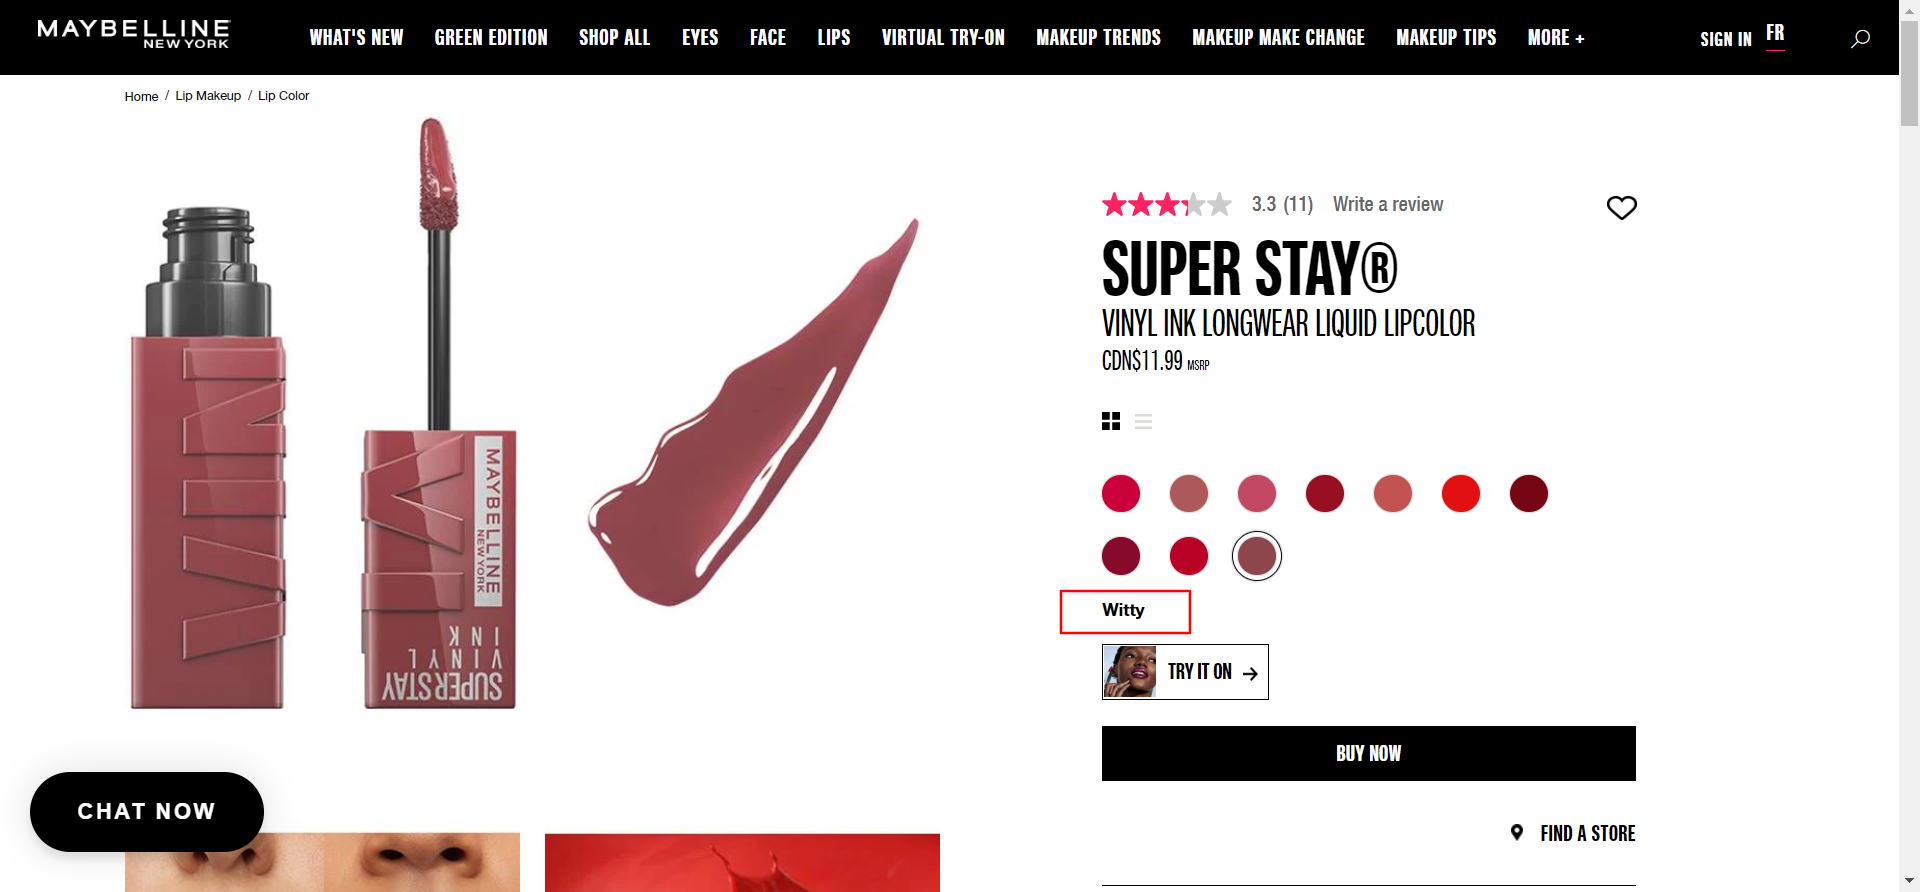 MAYBELLINE
NEW YORK
WHAT'S NEW GREEN EDITION SHOP ALL EYES FACE LIPS VIRTUAL TRY-ON MAKEUP TRENDS MAKEUP MAKE CHANGE MAKEUP TIPS MORE +
SIGN IN FR
Home / Lip Makeup / Lip Color
VINYL
MAYBELLINE
NEW YORK
SUPERSTAY
VINYL
INK
3.3 (11) Write a review
SUPER STAY®
VINYL INK LONGWEAR LIQUID LIPCOLOR
CDN$11.99 MSRP
Witty
TRY IT ON →
BUY NOW
FIND A STORE
CHAT NOW